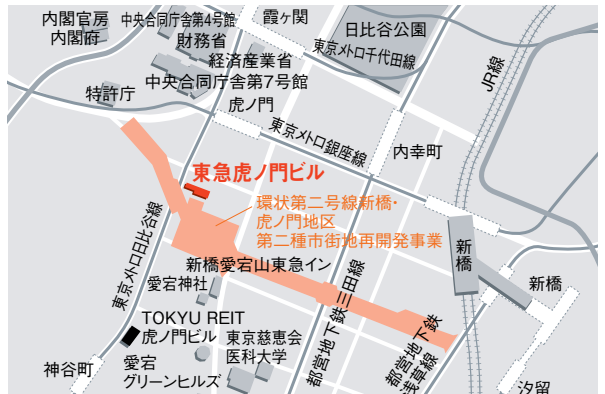 内閣官房
内閣府
中央合同庁舎第4号館
財務省
経済産業省
中央合同庁舎第7号館
霞ヶ関
日比谷公園
東京メトロ千代田線
JR線
特許庁
虎ノ門
東京メトロ銀座線
内幸町
東急虎ノ門ビル
環状第二号線新橋・
虎ノ門地区
第二種市街地再開発事業
東京メトロ日比谷線
新橋愛宕山東急イン
愛宕神社
新橋
新橋
TOKYU REIT
虎ノ門ビル
東京慈恵会
医科大学
都営地下鉄三田線
都営地下鉄
浅草線
神谷町
愛宕
グリーンヒルズ
汐留